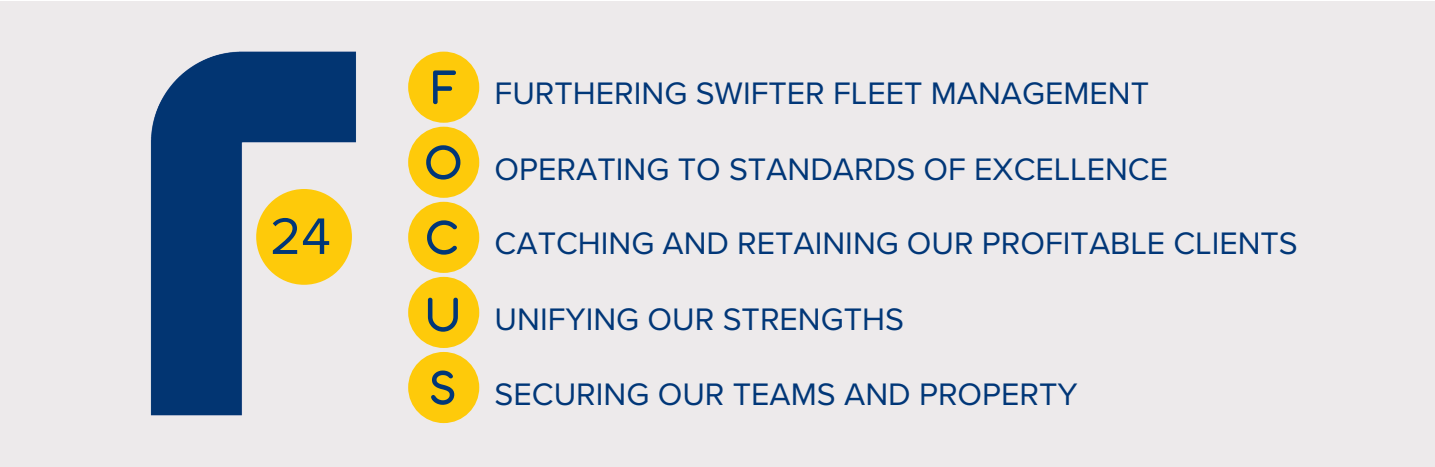 24
F FURTHERING SWIFTER FLEET MANAGEMENT
O OPERATING TO STANDARDS OF EXCELLENCE
C CATCHING AND RETAINING OUR PROFITABLE CLIENTS
U UNIFYING OUR STRENGTHS
S SECURING OUR TEAMS AND PROPERTY